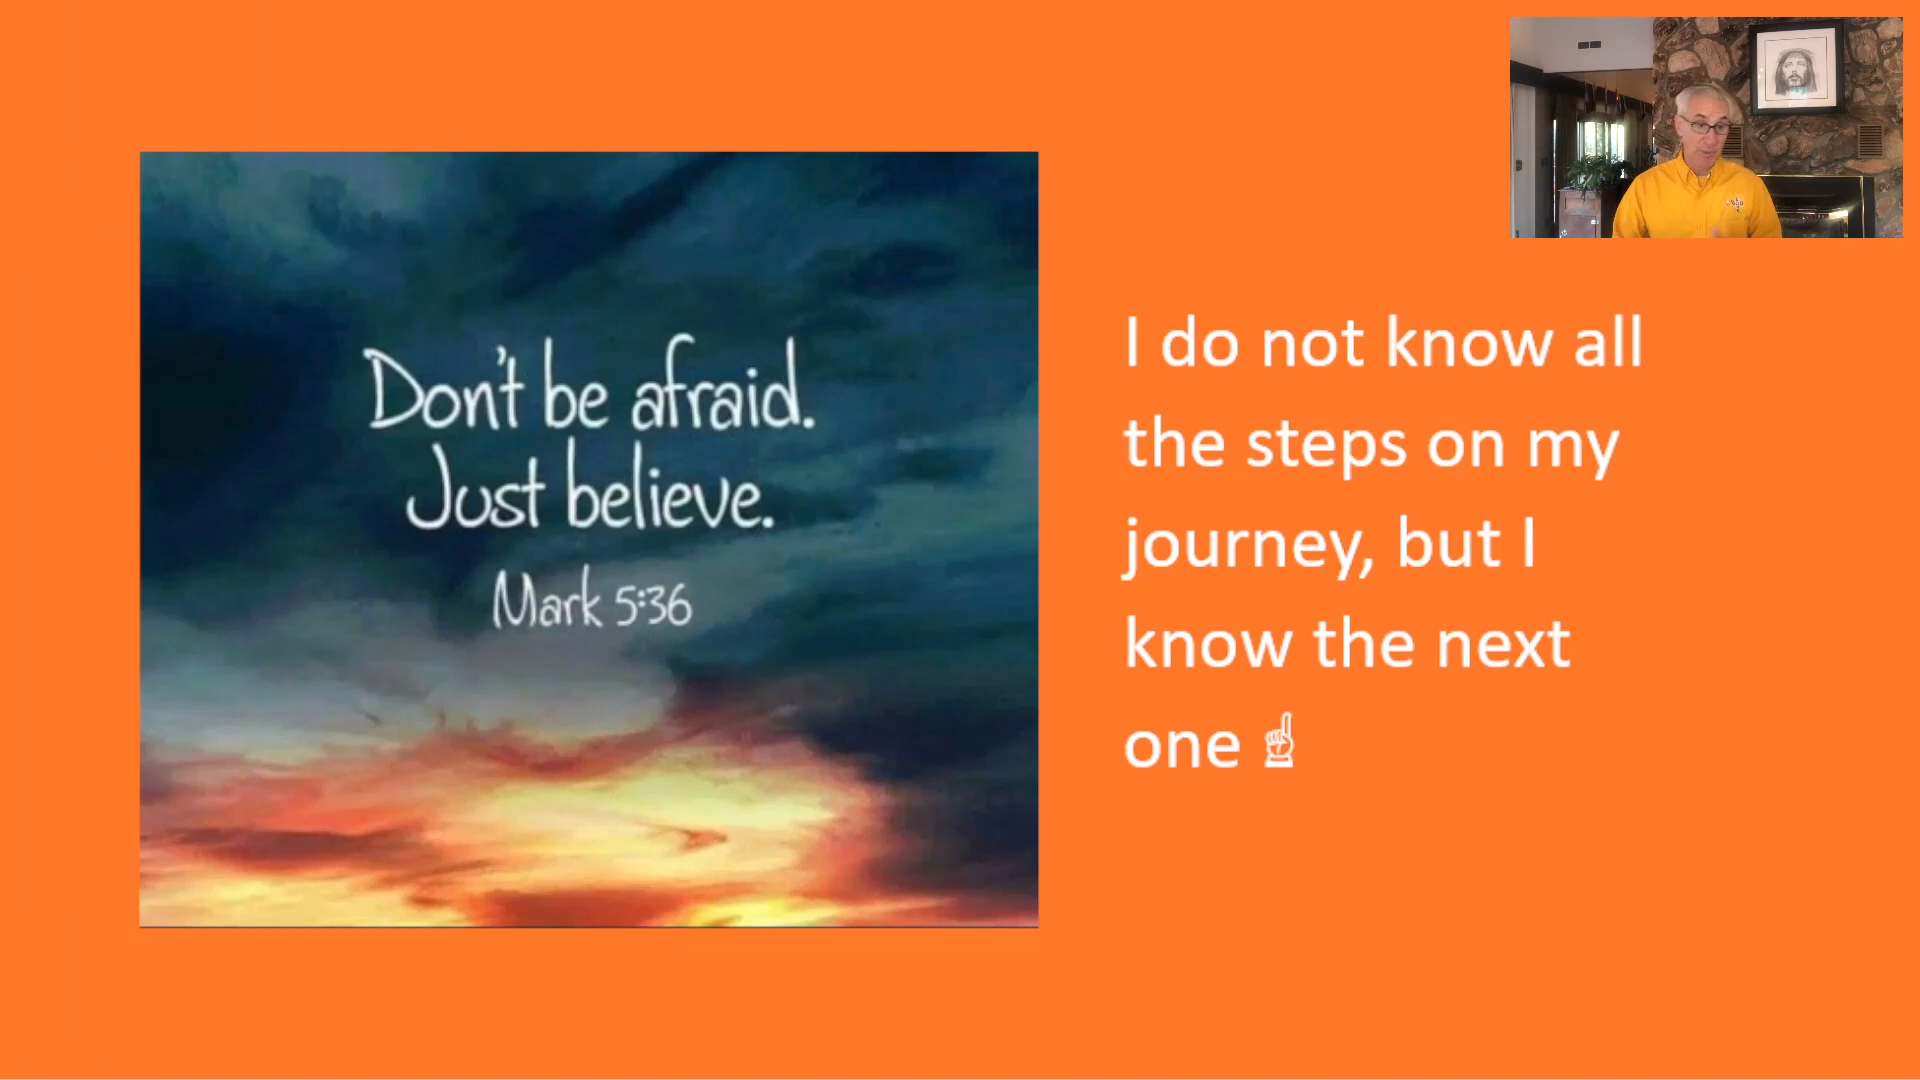 Don't be afraid.
Just believe.
Mark 5:36
I do not know all
the steps on my
journey, but I
know the next
one ☝